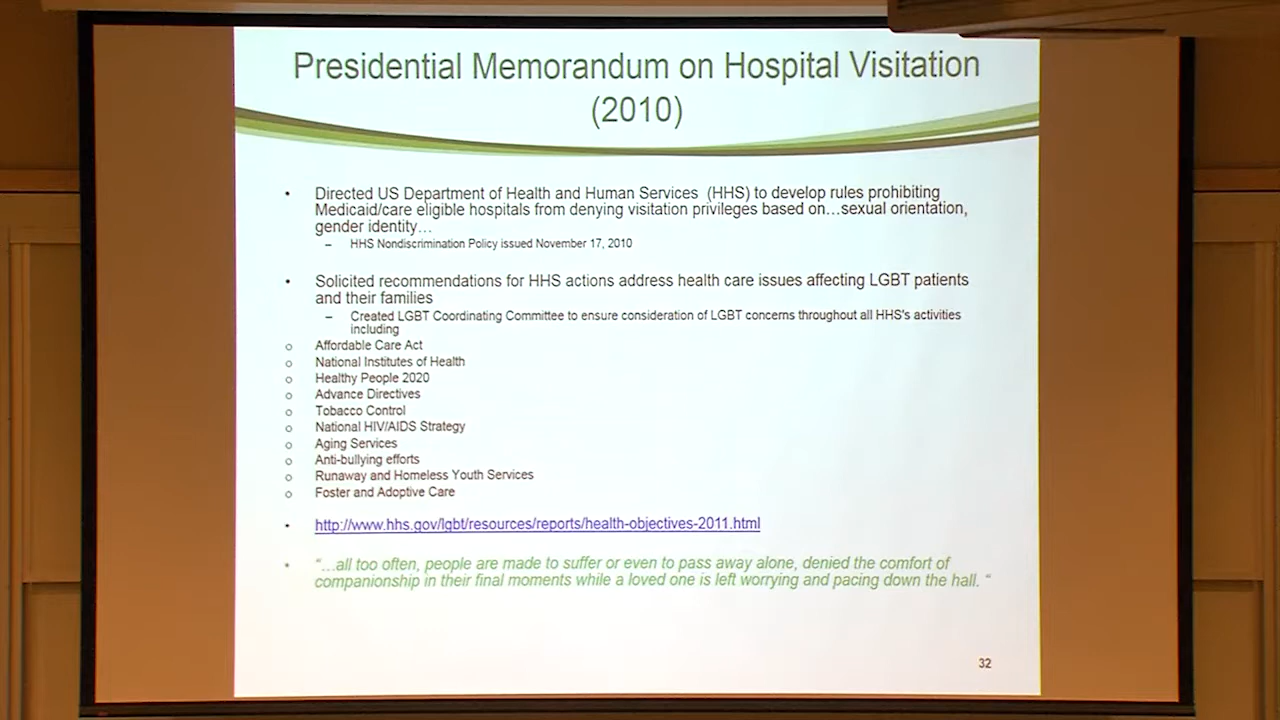 Presidential Memorandum on Hospital Visitation
(2010)
• Directed US Department of Health and Human Services (HHS) to develop rules prohibiting
Medicaid/care eligible hospitals from denying visitation privileges based on…sexual orientation,
gender identity…
– HHS Nondiscrimination Policy issued November 17, 2010
• Solicited recommendations for HHS actions address health care issues affecting LGBT patients
and their families
– Created LGBT Coordinating Committee to ensure consideration of LGBT concerns throughout all HHS's activities
including
o Affordable Care Act
o National Institutes of Health
o Healthy People 2020
o Advance Directives
o Tobacco Control
o National HIV/AIDS Strategy
o Aging Services
o Anti-bullying efforts
o Runaway and Homeless Youth Services
o Foster and Adoptive Care
• http://www.hhs.gov/lgbt/resources/reports/health-objectives-2011.html
• “…all too often, people are made to suffer or even to pass away alone, denied the comfort of
companionship in their final moments while a loved one is left worrying and pacing down the hall. “
32